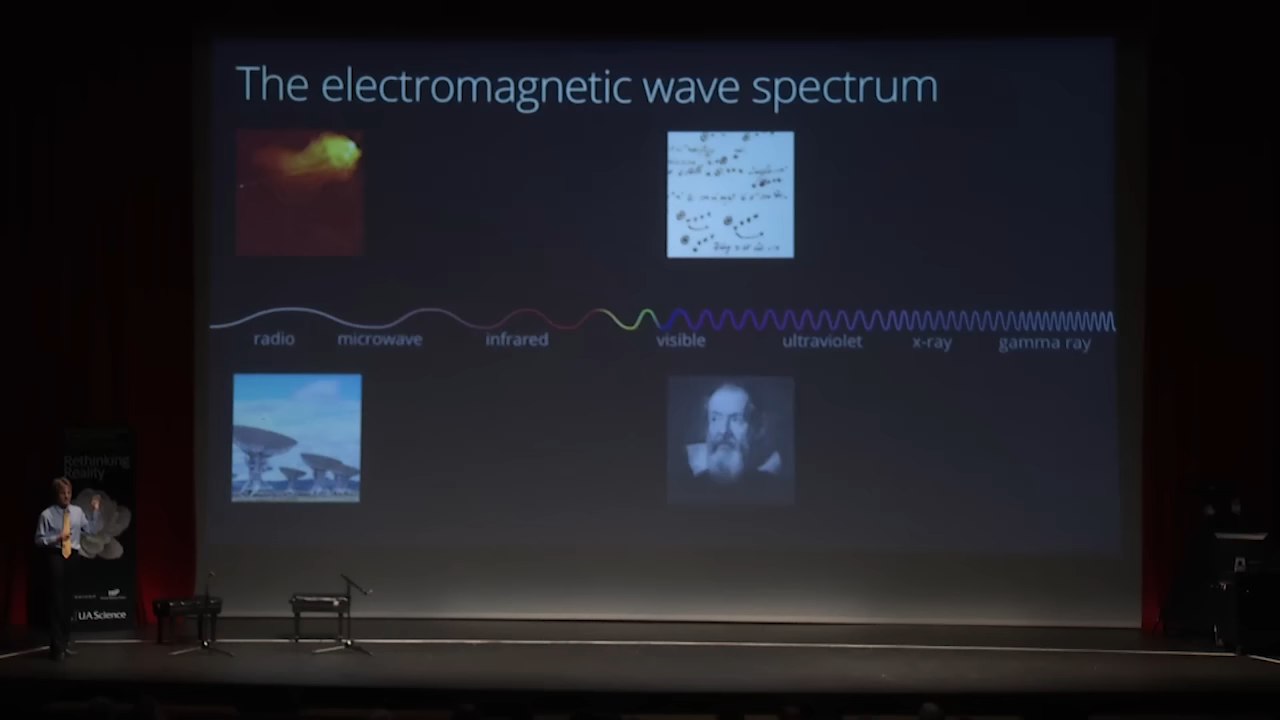 The electromagnetic wave spectrum
radio microwave infrared visible ultraviolet x-ray gamma ray
Rethinking
Reality
UA Science